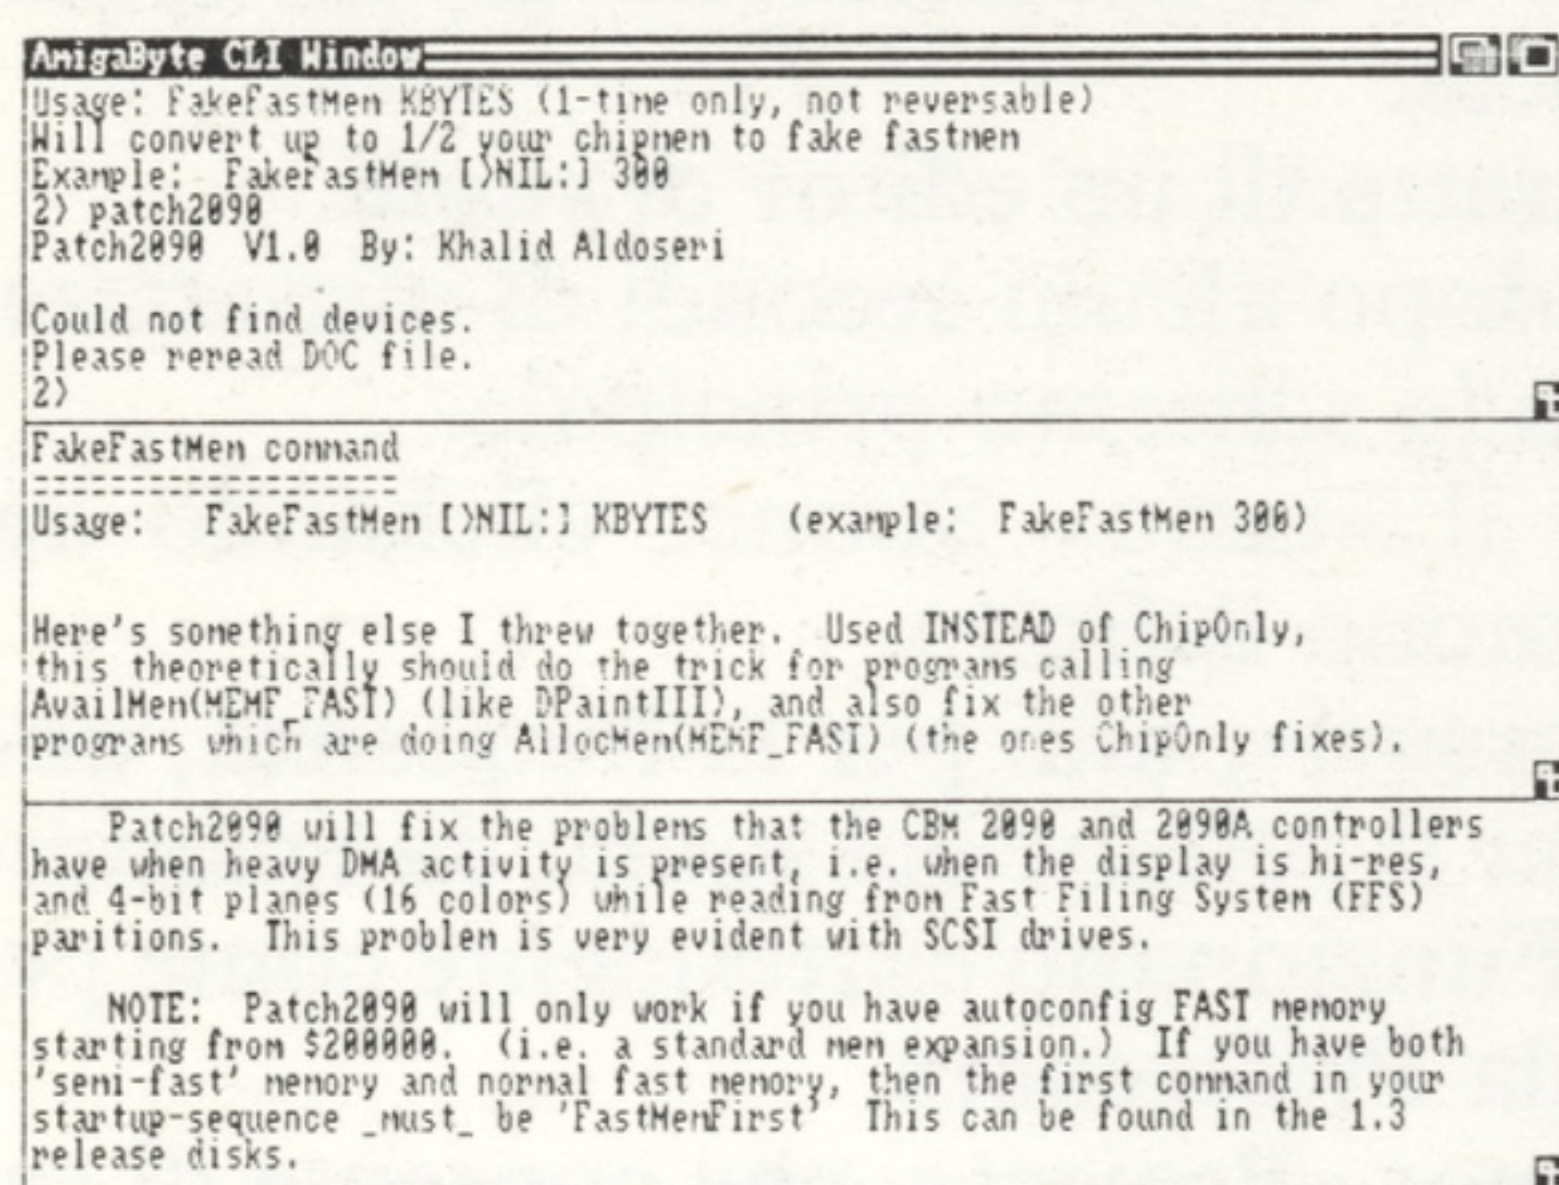 AmigaByte CLI Window
Usage: FakeFastMem KBYTES (1-time only, not reversable)
Will convert up to 1/2 your chipmem to fake fastmem
Example:  FakeFastMem [>NIL:] 300
2> patch2090
Patch2090  V1.0  By: Khalid Aldoseri
Could not find devices.
Please reread DOC file.
2>
FakeFastMem command
===================
Usage:   FakeFastMem [>NIL:] KBYTES    (example:  FakeFastMem 300)
Here's something else I threw together.  Used INSTEAD of ChipOnly,
this theoretically should do the trick for programs calling
AvailMem(MEMF_FAST) (like DPaintIII), and also fix the other
programs which are doing AllocMem(MEMF_FAST) (the ones ChipOnly fixes).
Patch2090 will fix the problems that the CBM 2090 and 2090A controllers
have when heavy DMA activity is present, i.e. when the display is hi-res,
and 4-bit planes (16 colors) while reading from Fast Filing System (FFS)
paritions.  This problem is very evident with SCSI drives.
NOTE:  Patch2090 will only work if you have autoconfig FAST memory
starting from $200000.  (i.e. a standard mem expansion.)  If you have both
'semi-fast' memory and normal fast memory, then the first command in your
startup-sequence _must_ be 'FastMemFirst'  This can be found in the 1.3
release disks.